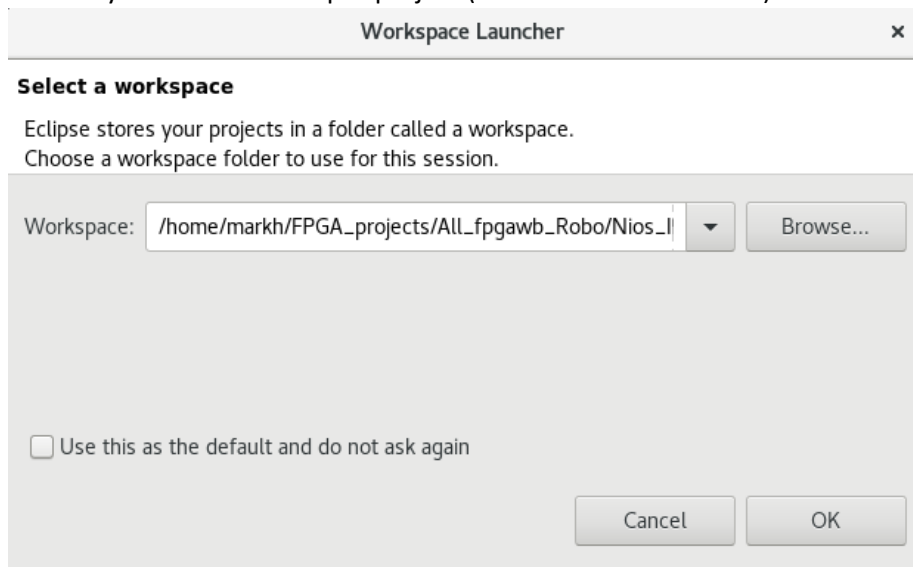 Workspace Launcher ×
Select a workspace
Eclipse stores your projects in a folder called a workspace.
Choose a workspace folder to use for this session.
Workspace: /home/markh/FPGA_projects/All_fpgawb_Robo/Nios_I Browse...
Use this as the default and do not ask again
Cancel OK